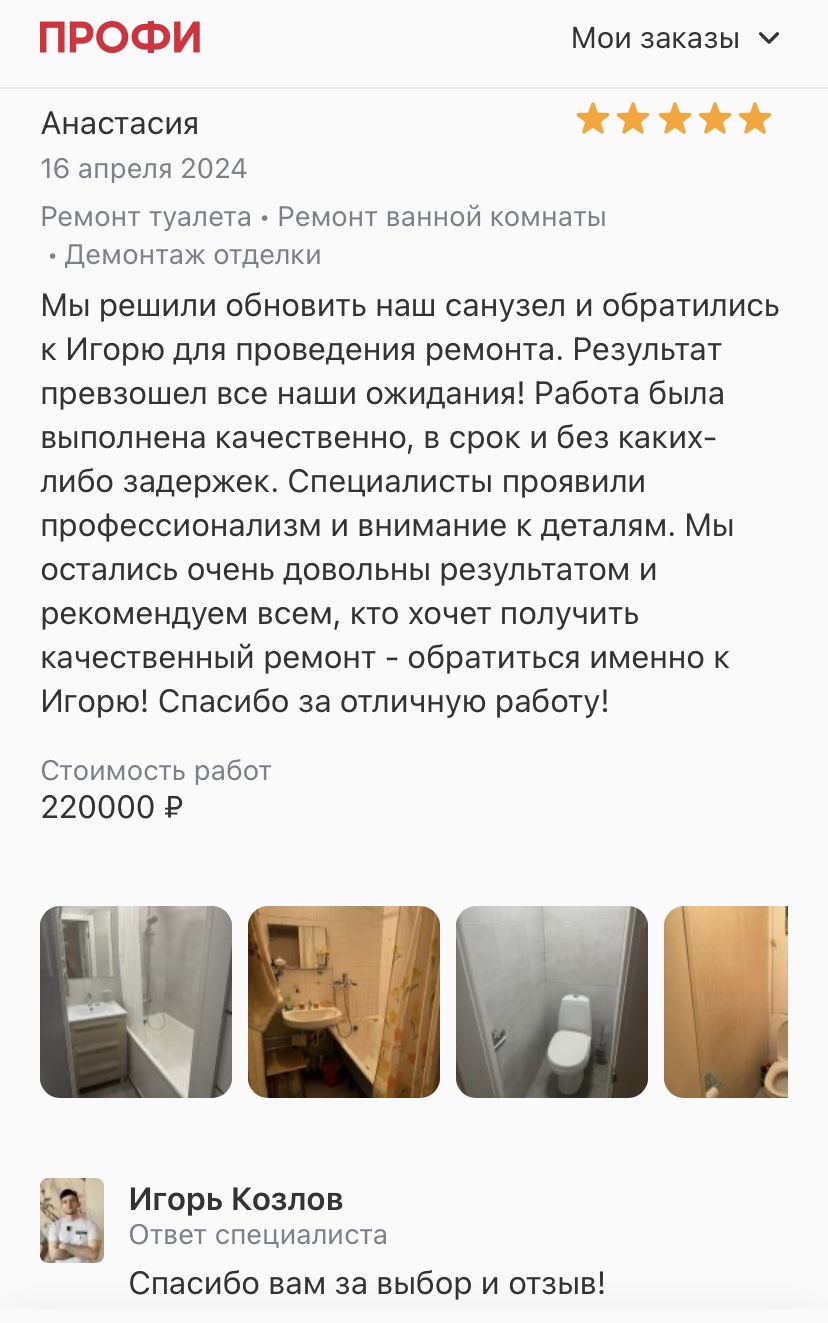 ПРОФИ
Мои заказы
Анастасия
16 апреля 2024
Ремонт туалета • Ремонт ванной комнаты
• Демонтаж отделки
Мы решили обновить наш санузел и обратились
к Игорю для проведения ремонта. Результат
превзошел все наши ожидания! Работа была
выполнена качественно, в срок и без каких-
либо задержек. Специалисты проявили
профессионализм и внимание к деталям. Мы
остались очень довольны результатом и
рекомендуем всем, кто хочет получить
качественный ремонт - обратиться именно к
Игорю! Спасибо за отличную работу!
Стоимость работ
220000 ₽
Игорь Козлов
Ответ специалиста
Спасибо вам за выбор и отзыв!